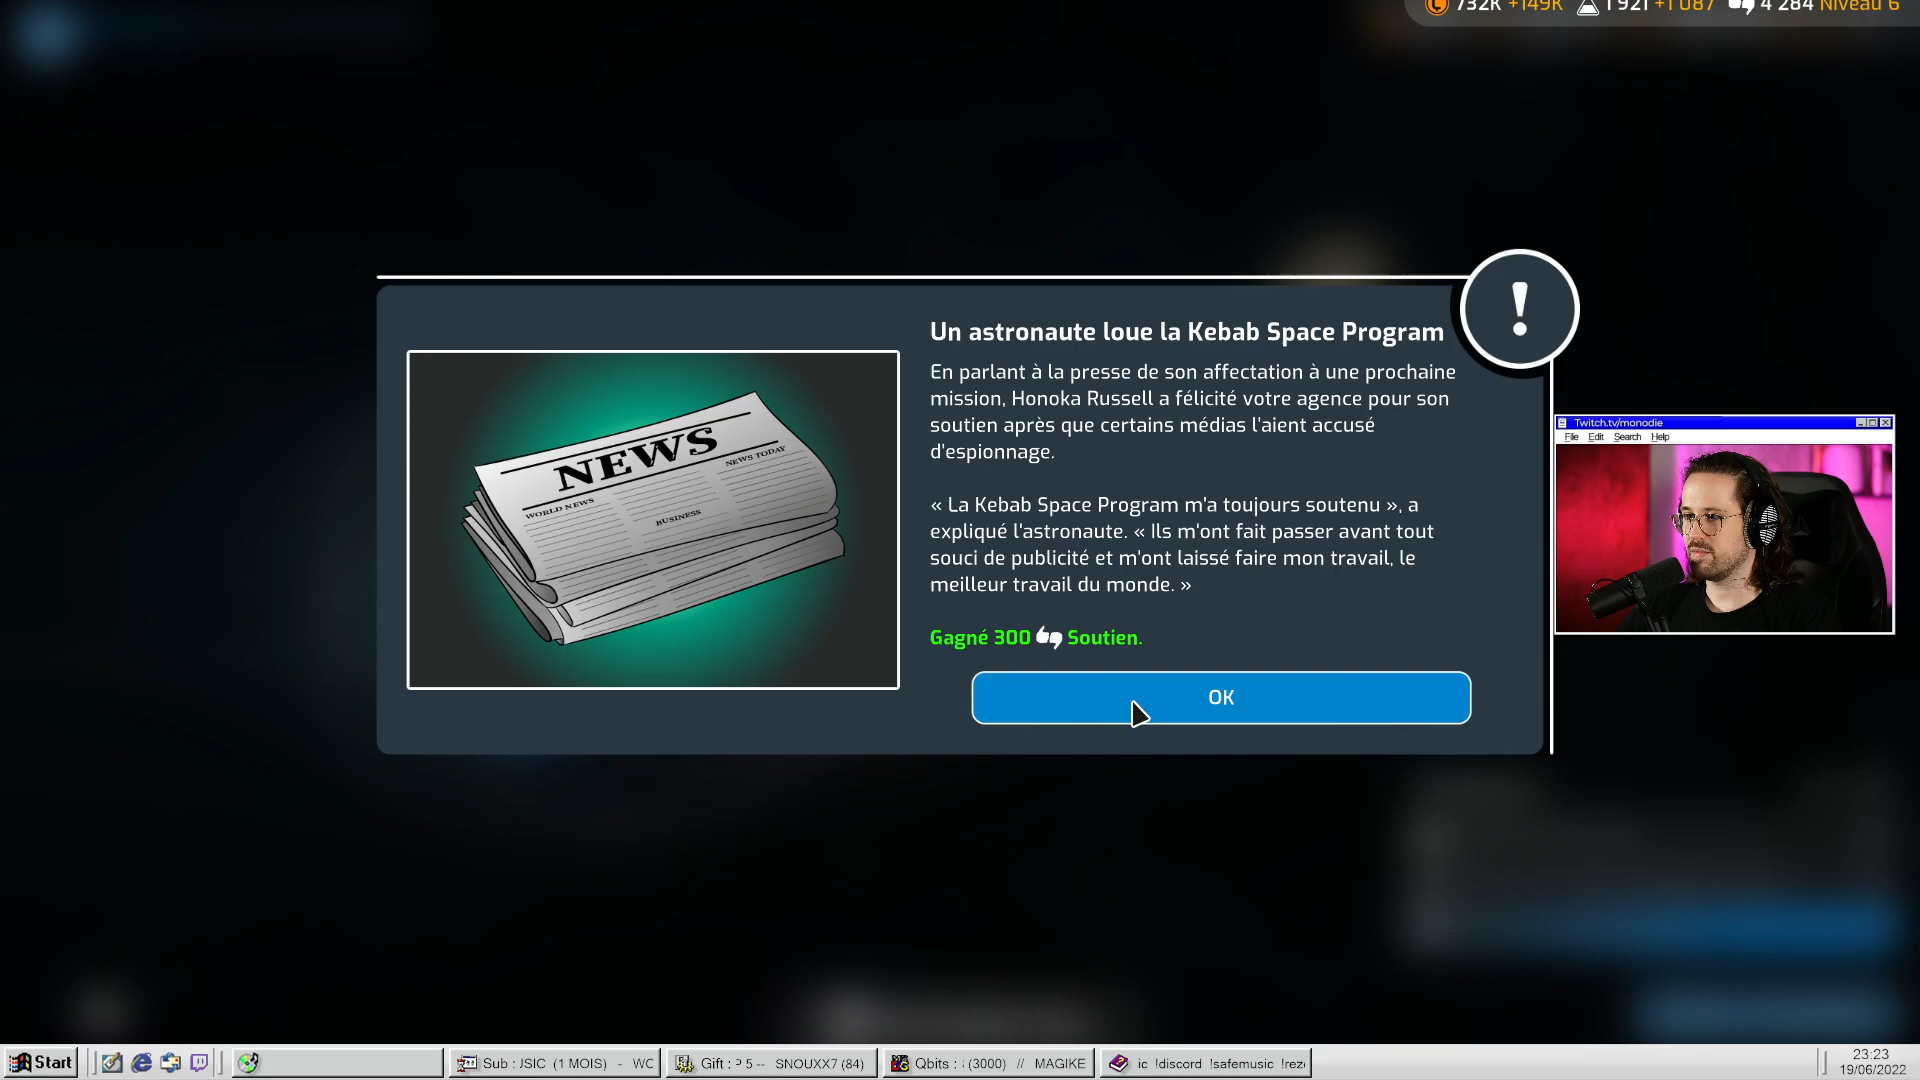 732K +149K 1 921 +1 087 4 284 Niveau 6
Un astronaute loue la Kebab Space Program
En parlant à la presse de son affectation à une prochaine
mission, Honoka Russell a félicité votre agence pour son
soutien après que certains médias l'aient accusé
d'espionnage.
« La Kebab Space Program m'a toujours soutenu », a
expliqué l'astronaute. « Ils m'ont fait passer avant tout
souci de publicité et m'ont laissé faire mon travail, le
meilleur travail du monde. »
Gagné 300 Soutien.
OK
NEWS
WORLD NEWS
NEWS TODAY
BUSINESS
Twitch.tv/monodie
File Edit Search Help
Start
Sub : JSIC (1 MOIS) - WC
Gift : P 5 -- SNOUXX7 (84)
Qbits : (3000) // MAGIKE
ic !discord !safemusic !rez
23:23
19/06/2022